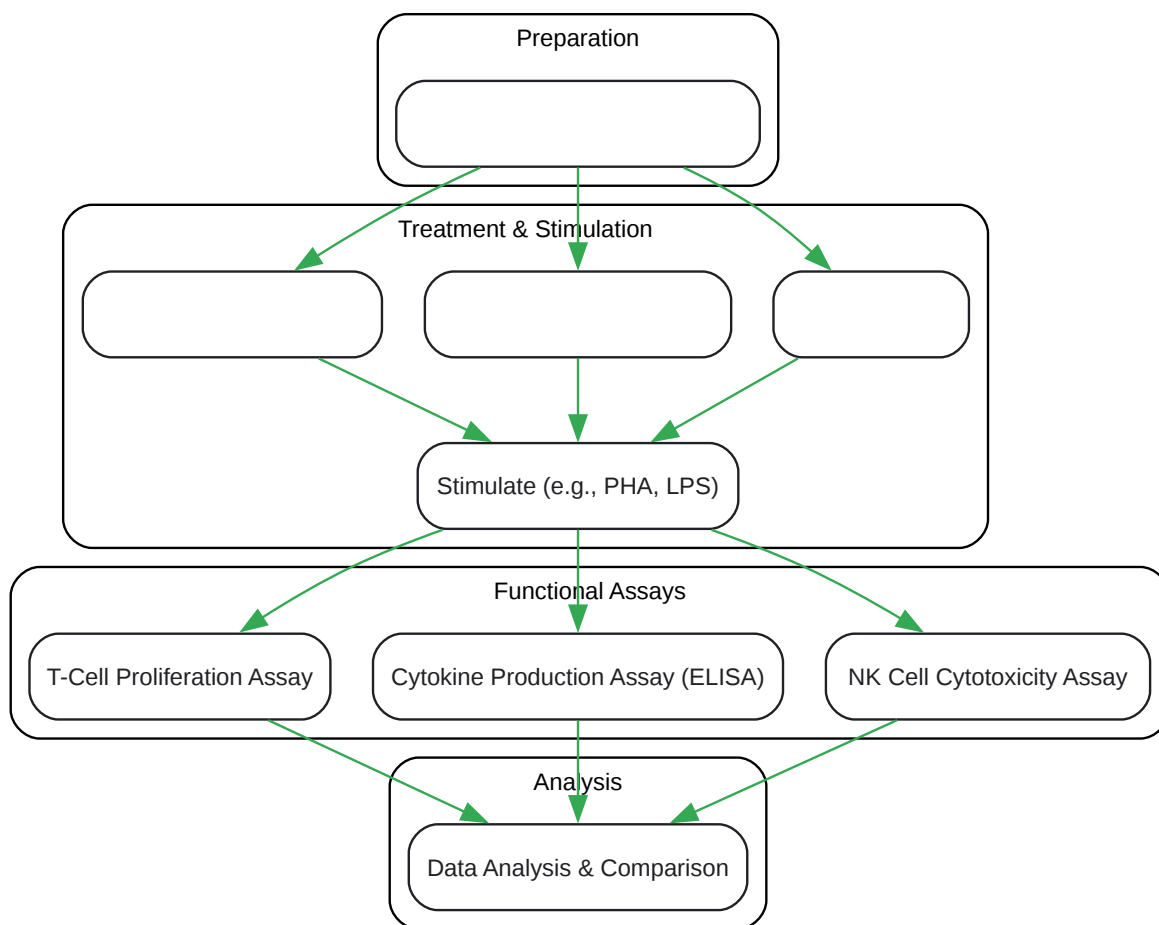 Preparation
Treatment & Stimulation
Stimulate (e.g., PHA, LPS)
Functional Assays
T-Cell Proliferation Assay
Cytokine Production Assay (ELISA)
NK Cell Cytotoxicity Assay
Analysis
Data Analysis & Comparison